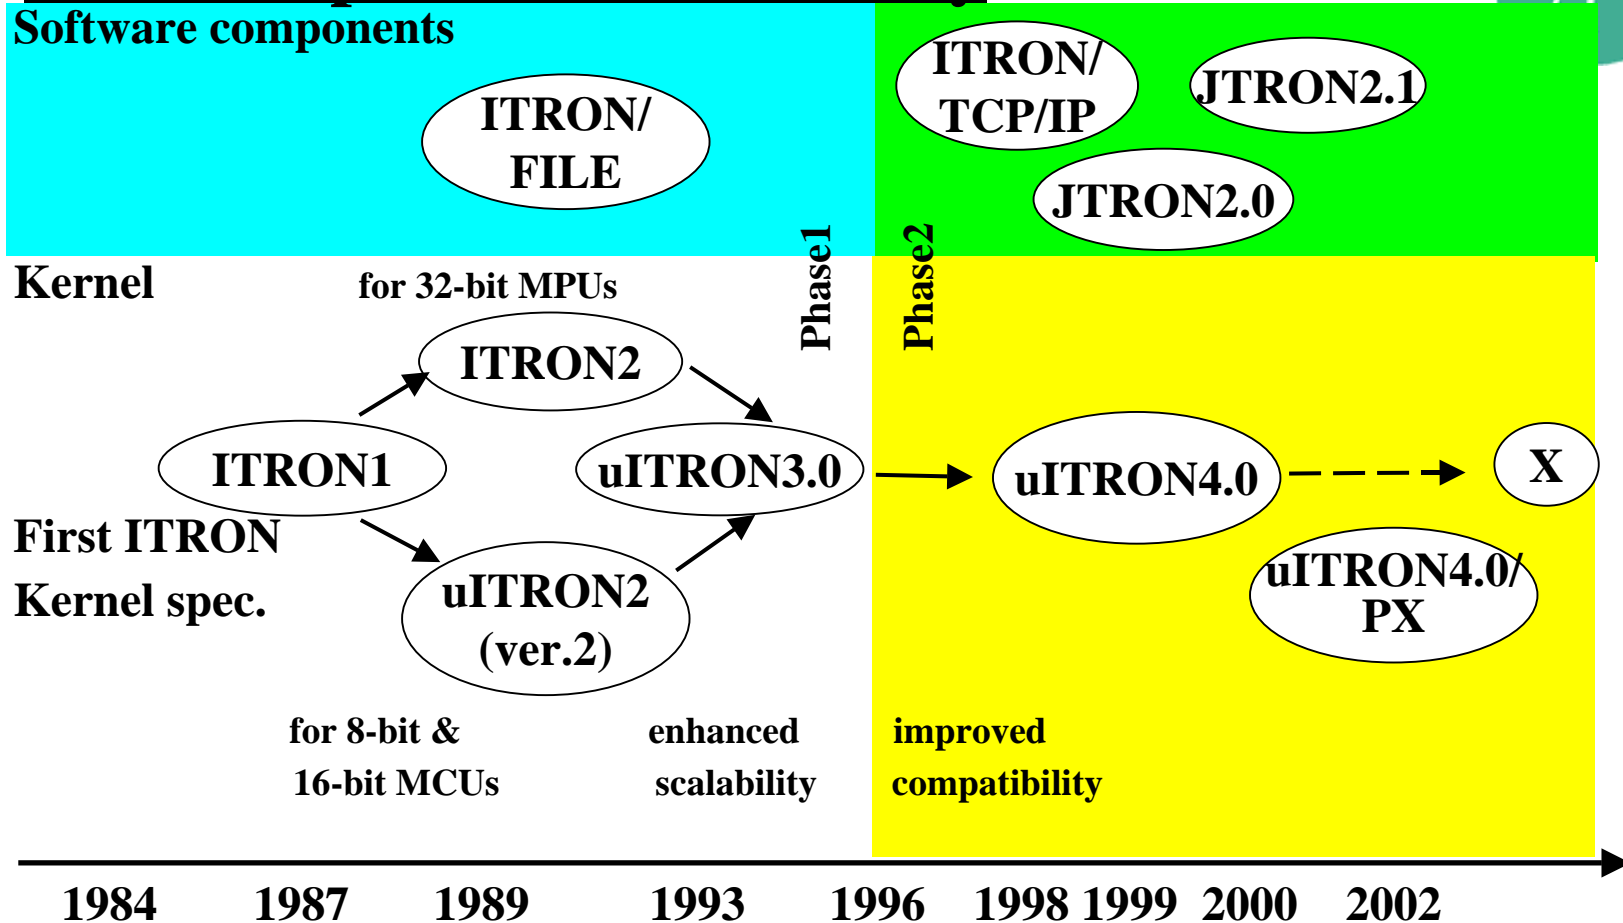 Software components
ITRON/
FILE
ITRON/
TCP/IP
JTRON2.1
JTRON2.0
Phase1
Phase2
Kernel
for 32-bit MPUs
ITRON2
ITRON1
uITRON3.0
uITRON4.0
X
First ITRON
Kernel spec.
uITRON2
(ver.2)
uITRON4.0/
PX
for 8-bit &
16-bit MCUs
enhanced
scalability
improved
compatibility
1984 1987 1989 1993 1996 1998 1999 2000 2002